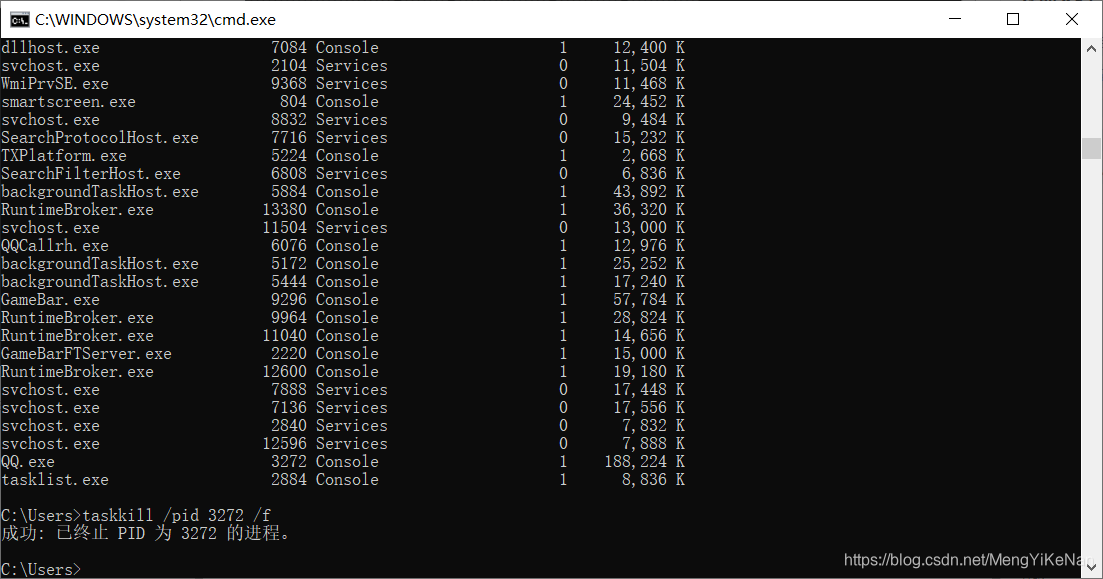 C:\WINDOWS\system32\cmd.exe
dllhost.exe 7084 Console 1 12,400 K
svchost.exe 2104 Services 0 11,504 K
WmiPrvSE.exe 9368 Services 0 11,468 K
smartscreen.exe 804 Console 1 24,452 K
svchost.exe 8832 Services 0 9,484 K
SearchProtocolHost.exe 7716 Services 0 15,232 K
TXPlatform.exe 5224 Console 1 2,668 K
SearchFilterHost.exe 6808 Services 0 6,836 K
backgroundTaskHost.exe 5884 Console 1 43,892 K
RuntimeBroker.exe 13380 Console 1 36,320 K
svchost.exe 11504 Services 0 13,000 K
QQCallrh.exe 6076 Console 1 12,976 K
backgroundTaskHost.exe 5172 Console 1 25,252 K
backgroundTaskHost.exe 5444 Console 1 17,240 K
GameBar.exe 9296 Console 1 57,784 K
RuntimeBroker.exe 9964 Console 1 28,824 K
RuntimeBroker.exe 11040 Console 1 14,656 K
GameBarFTServer.exe 2220 Console 1 15,000 K
RuntimeBroker.exe 12600 Console 1 19,180 K
svchost.exe 7888 Services 0 17,448 K
svchost.exe 7136 Services 0 17,556 K
svchost.exe 2840 Services 0 7,832 K
svchost.exe 12596 Services 0 7,888 K
QQ.exe 3272 Console 1 188,224 K
tasklist.exe 2884 Console 1 8,836 K
C:\Users>taskkill /pid 3272 /f
成功: 已终止 PID 为 3272 的进程。
C:\Users>
https://blog.csdn.net/MengYiKeNan